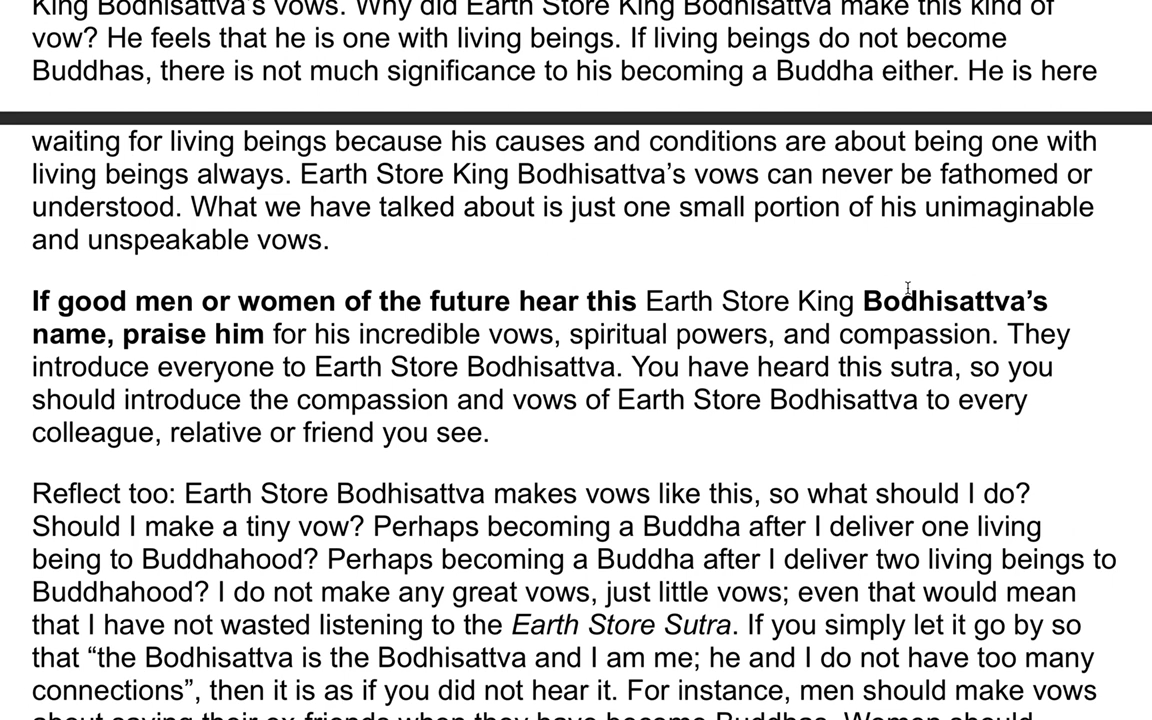 King Bodhisattva's vows. Why did Earth Store King Bodhisattva make this kind of
vow? He feels that he is one with living beings. If living beings do not become
Buddhas, there is not much significance to his becoming a Buddha either. He is here
waiting for living beings because his causes and conditions are about being one with
living beings always. Earth Store King Bodhisattva’s vows can never be fathomed or
understood. What we have talked about is just one small portion of his unimaginable
and unspeakable vows.
If good men or women of the future hear this Earth Store King Bodhisattva’s
name, praise him for his incredible vows, spiritual powers, and compassion. They
introduce everyone to Earth Store Bodhisattva. You have heard this sutra, so you
should introduce the compassion and vows of Earth Store Bodhisattva to every
colleague, relative or friend you see.
Reflect too: Earth Store Bodhisattva makes vows like this, so what should I do?
Should I make a tiny vow? Perhaps becoming a Buddha after I deliver one living
being to Buddhahood? Perhaps becoming a Buddha after I deliver two living beings to
Buddhahood? I do not make any great vows, just little vows; even that would mean
that I have not wasted listening to the Earth Store Sutra. If you simply let it go by so
that “the Bodhisattva is the Bodhisattva and I am me; he and I do not have too many
connections”, then it is as if you did not hear it. For instance, men should make vows
about saving their ex-friends when they have become Buddhas. Women should